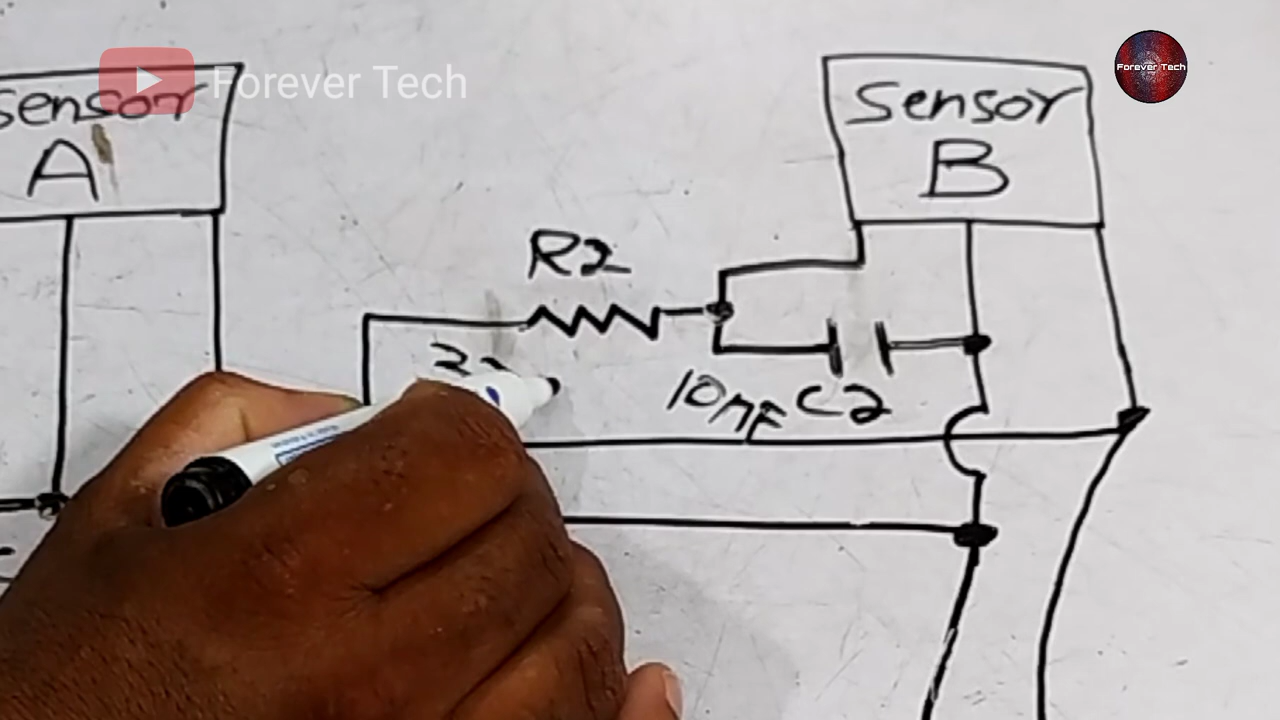 Forever Tech
Forever Tech
Sensor
A
Sensor
B
R2
10nF C2